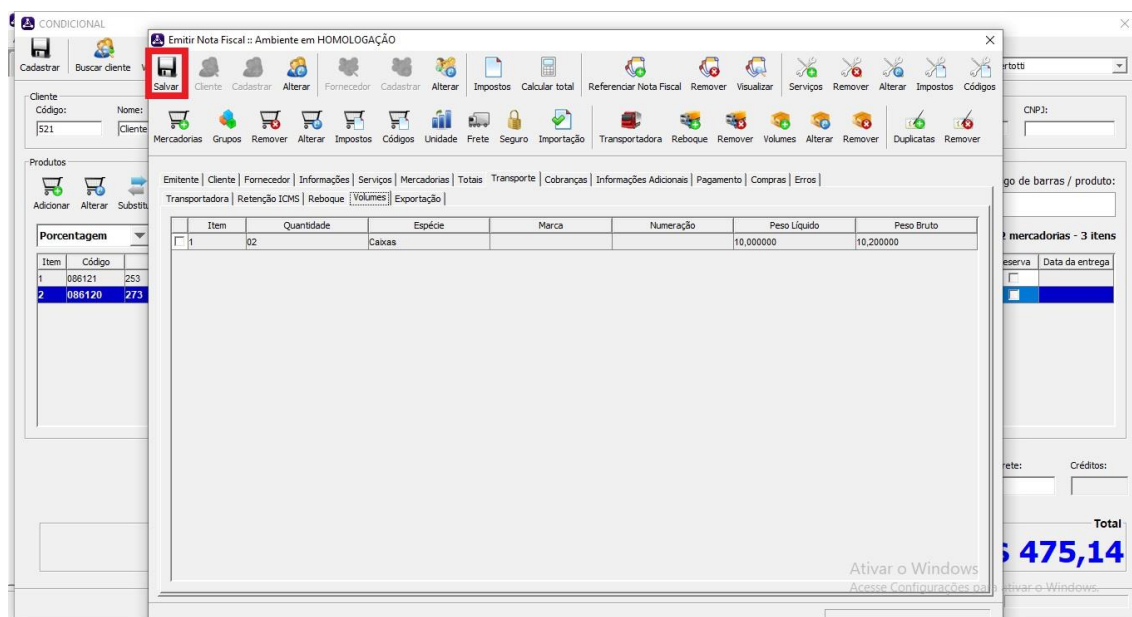 CONDICIONAL
Emitir Nota Fiscal :: Ambiente em HOMOLOGAÇÃO
Cadastrar Buscar cliente
Salvar Cliente Cadastrar Alterar Fornecedor Cadastrar Alterar Impostos Calcular total Referenciar Nota Fiscal Remover Visualizar Serviços Remover Alterar Impostos Códigos
Cliente
Código: Nome: CNPJ:
521 Cliente
Mercadorias Grupos Remover Alterar Impostos Códigos Unidade Frete Seguro Importação Transportadora Reboque Remover Volumes Alterar Remover Duplicatas Remover
Produtos
Emitente Cliente Fornecedor Informações Serviços Mercadorias Totais Transporte Cobranças Informações Adicionais Pagamento Compras Erros
go de barras / produto:
Transportadora Retenção ICMS Reboque Volumes Exportação
Adicionar Alterar Substitu
Item Quantidade Espécie Marca Numeração Peso Líquido Peso Bruto
1 02 Caixas 10,000000 10,200000
Porcentagem
mercadorias - 3 itens
Item Código eserva Data da entrega
1 086121 253
2 086120 273
rete: Créditos:
Total
475,14
Ativar o Windows
Acesse Configurações para ativar o Windows.